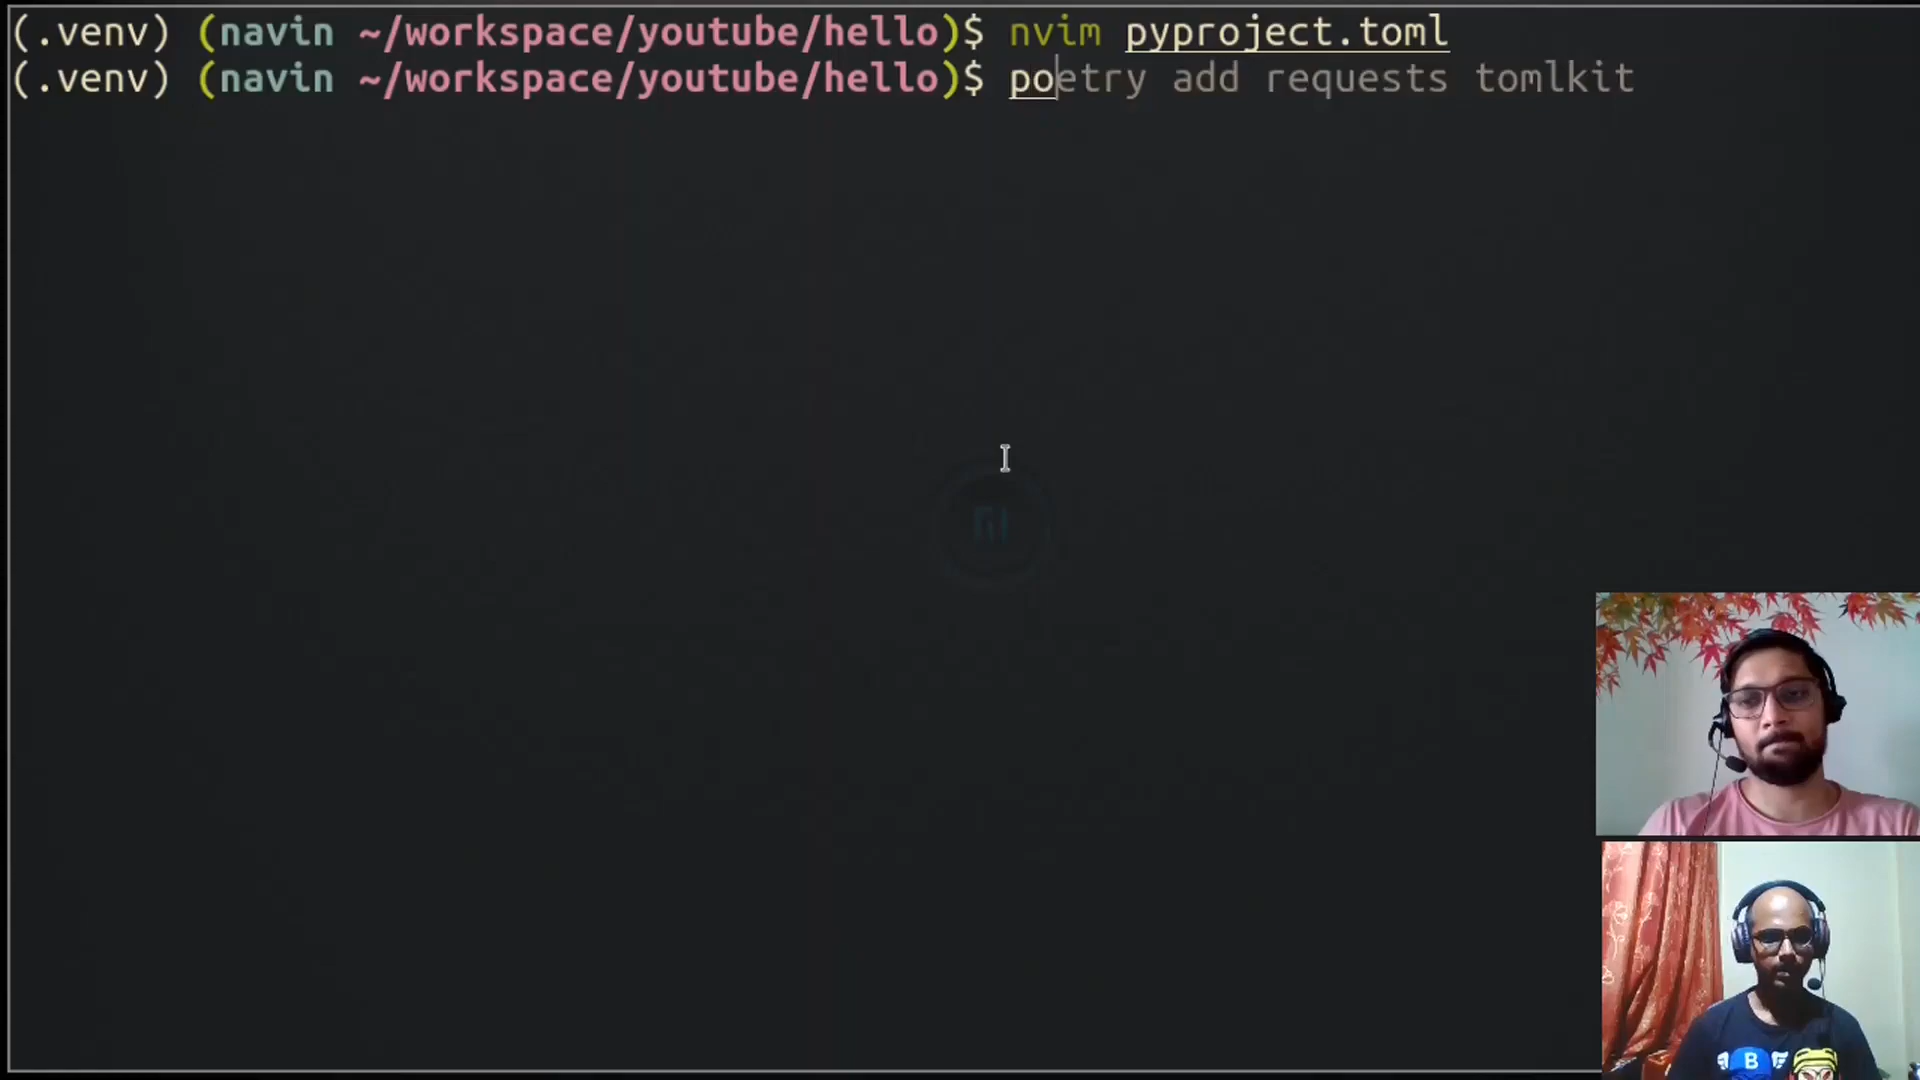 (.venv) (navin ~/workspace/youtube/hello)$ nvim pyproject.toml
(.venv) (navin ~/workspace/youtube/hello)$ poetry add requests tomlkit
B